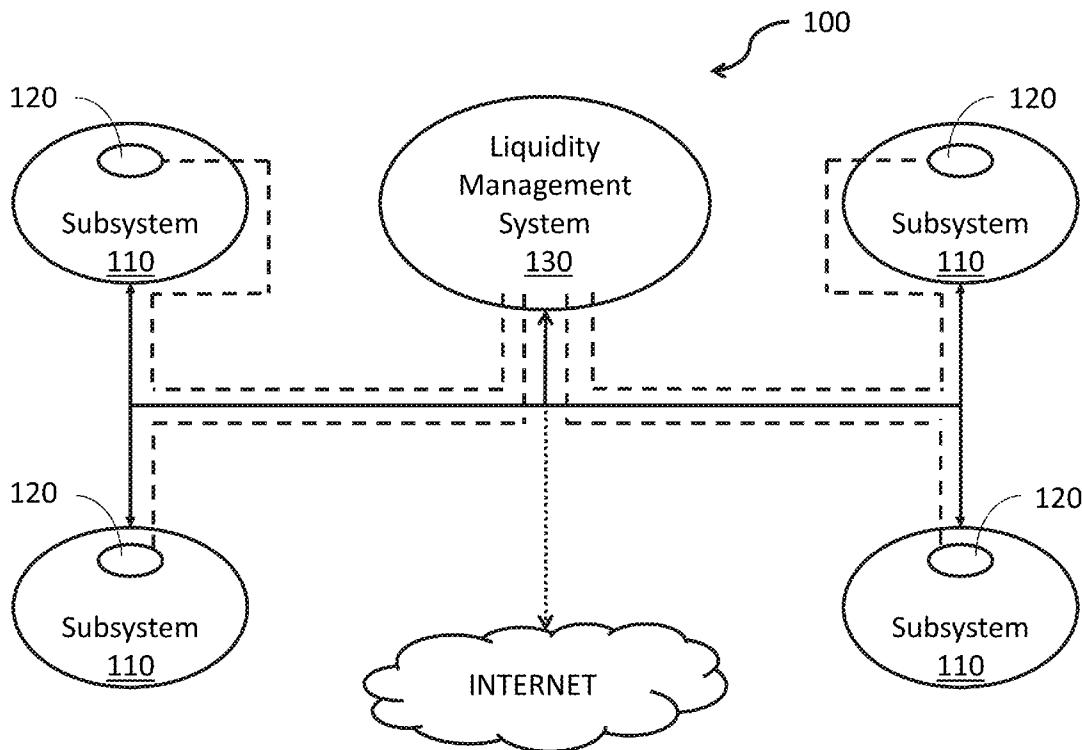 100
120
120
Liquidity
Management
System
130
Subsystem
110
Subsystem
110
120
120
Subsystem
110
Subsystem
110
INTERNET